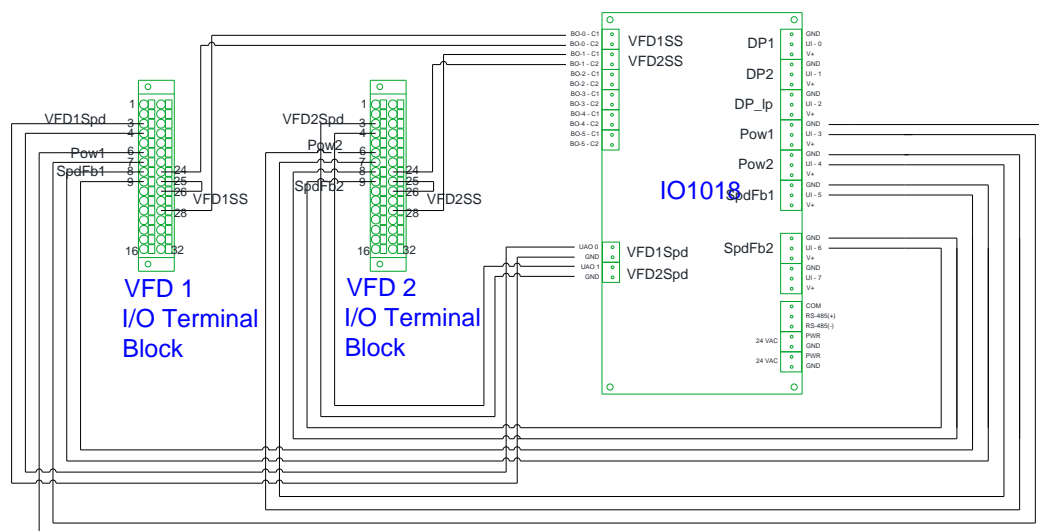 BO-0 - C1
BO-0 - C2
BO-1 - C1
BO-1 - C2
BO-2 - C1
BO-2 - C2
BO-3 - C1
BO-3 - C2
BO-4 - C1
BO-4 - C2
BO-5 - C1
BO-5 - C2
VFD1SS
VFD2SS
DP1
DP2
DP_lp
Pow1
Pow2
SpdFb1
SpdFb2
IO1018
GND
UI - 0
V+
GND
UI - 1
V+
GND
UI - 2
V+
GND
UI - 3
V+
GND
UI - 4
V+
GND
UI - 5
V+
GND
UI - 6
V+
GND
UI - 7
V+
COM
RS-485(+)
RS-485(-)
PWR
GND
PWR
GND
24 VAC
24 VAC
UAO 0
GND
UAO 1
GND
VFD1Spd
VFD2Spd
1
VFD1Spd
3
4
Pow1
6
7
SpdFb1
8
9
24
25
26
28
VFD1SS
16
32
VFD 1
I/O Terminal
Block
1
VFD2Spd
3
4
Pow2
6
7
8
SpdFb2
9
24
25
26
28
VFD2SS
16
32
VFD 2
I/O Terminal
Block